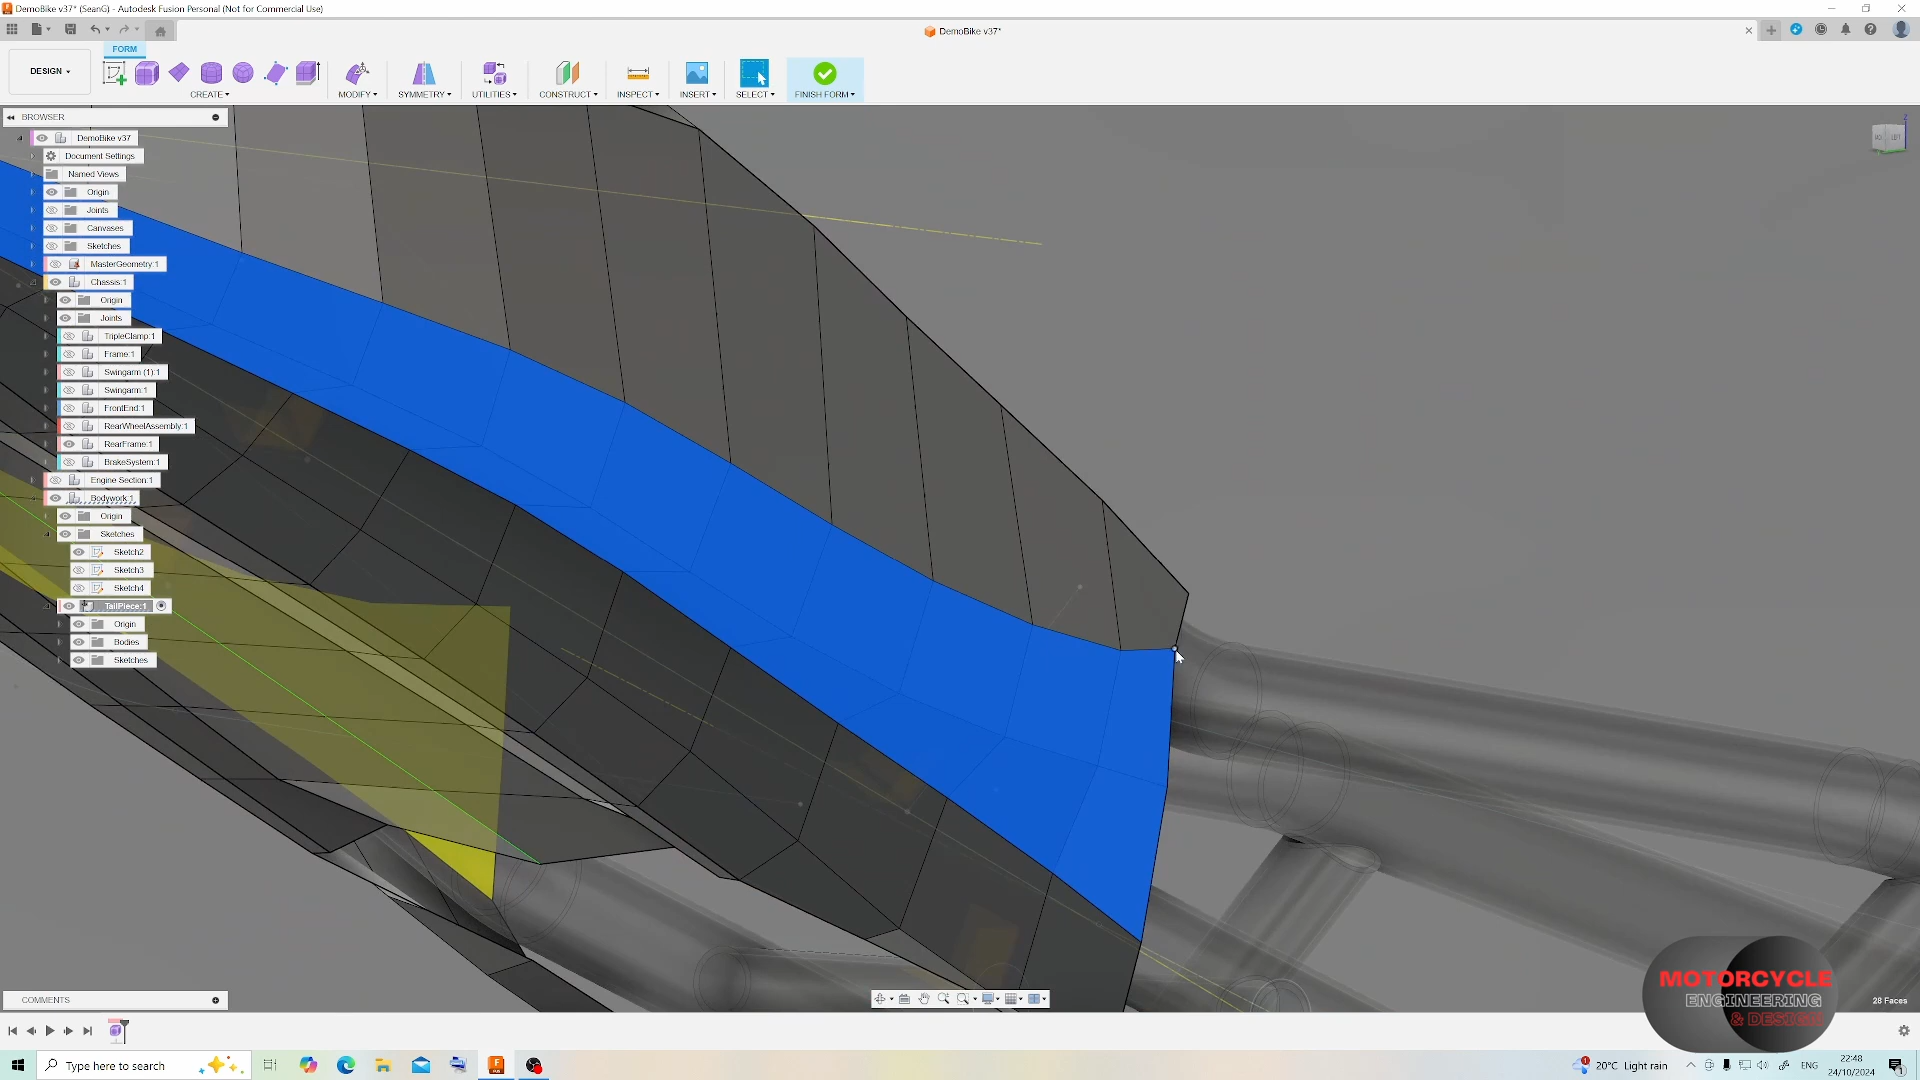 DemoBike v37* (SeanG) - Autodesk Fusion Personal (Not for Commercial Use)
DemoBike v37*
FORM
DESIGN
CREATE
MODIFY
SYMMETRY
UTILITIES
CONSTRUCT
INSPECT
INSERT
SELECT
FINISH FORM
BROWSER
DemoBike v37
Document Settings
Named Views
Origin
Joints
Canvases
Sketches
MasterGeometry:1
Chassis:1
Origin
Joints
TripleClamp:1
Frame:1
Swingarm (1):1
Swingarm:1
FrontEnd:1
RearWheelAssembly:1
RearFrame:1
BrakeSystem:1
Engine Section:1
Bodywork:1
Origin
Sketches
Sketch2
Sketch3
Sketch4
TailPiece:1
Origin
Bodies
Sketches
LEFT
Z
MOTORCYCLE
ENGINEERING
& DESIGN
28 Faces
COMMENTS
Type here to search
20°C Light rain
ENG
22:48
24/10/2024